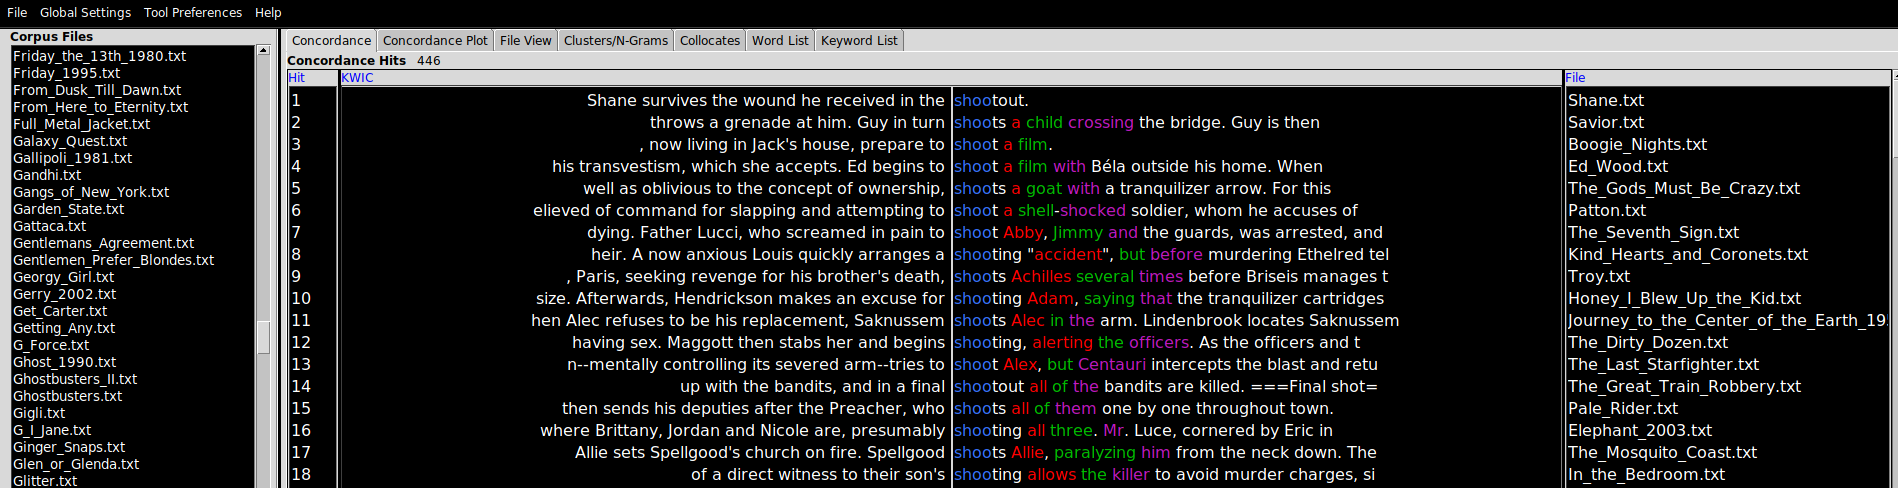 File Global Settings Tool Preferences Help
Corpus Files
Friday_the_13th_1980.txt
Friday_1995.txt
From_Dusk_Till_Dawn.txt
From_Here_to_Eternity.txt
Full_Metal_Jacket.txt
Galaxy_Quest.txt
Gallipoli_1981.txt
Gandhi.txt
Gangs_of_New_York.txt
Garden_State.txt
Gattaca.txt
Gentlemans_Agreement.txt
Gentlemen_Prefer_Blondes.txt
Georgy_Girl.txt
Gerry_2002.txt
Get_Carter.txt
Getting_Any.txt
G_Force.txt
Ghost_1990.txt
Ghostbusters_II.txt
Ghostbusters.txt
Gigli.txt
G_I_Jane.txt
Ginger_Snaps.txt
Glen_or_Glenda.txt
Glitter.txt
Concordance Concordance Plot File View Clusters/N-Grams Collocates Word List Keyword List
Concordance Hits 446
Hit KWIC File
1 Shane survives the wound he received in the shootout. Shane.txt
2 throws a grenade at him. Guy in turn shoots a child crossing the bridge. Guy is then Savior.txt
3 , now living in Jack's house, prepare to shoot a film. Boogie_Nights.txt
4 his transvestism, which she accepts. Ed begins to shoot a film with Béla outside his home. When Ed_Wood.txt
5 well as oblivious to the concept of ownership, shoots a goat with a tranquilizer arrow. For this The_Gods_Must_Be_Crazy.txt
6 elieved of command for slapping and attempting to shoot a shell-shocked soldier, whom he accuses of Patton.txt
7 dying. Father Lucci, who screamed in pain to shoot Abby, Jimmy and the guards, was arrested, and The_Seventh_Sign.txt
8 heir. A now anxious Louis quickly arranges a shooting "accident", but before murdering Ethelred tel Kind_Hearts_and_Coronets.txt
9 , Paris, seeking revenge for his brother's death, shoots Achilles several times before Briseis manages t Troy.txt
10 size. Afterwards, Hendrickson makes an excuse for shooting Adam, saying that the tranquilizer cartridges Honey_I_Blew_Up_the_Kid.txt
11 hen Alec refuses to be his replacement, Saknussem shoots Alec in the arm. Lindenbrook locates Saknussem Journey_to_the_Center_of_the_Earth_19
12 having sex. Maggott then stabs her and begins shooting, alerting the officers. As the officers and t The_Dirty_Dozen.txt
13 n--mentally controlling its severed arm--tries to shoot Alex, but Centauri intercepts the blast and retu The_Last_Starfighter.txt
14 up with the bandits, and in a final shootout all of the bandits are killed. ===Final shot= The_Great_Train_Robbery.txt
15 then sends his deputies after the Preacher, who shoots all of them one by one throughout town. Pale_Rider.txt
16 where Brittany, Jordan and Nicole are, presumably shooting all three. Mr. Luce, cornered by Eric in Elephant_2003.txt
17 Allie sets Spellgood's church on fire. Spellgood shoots Allie, paralyzing him from the neck down. The The_Mosquito_Coast.txt
18 of a direct witness to their son's shooting allows the killer to avoid murder charges, si In_the_Bedroom.txt